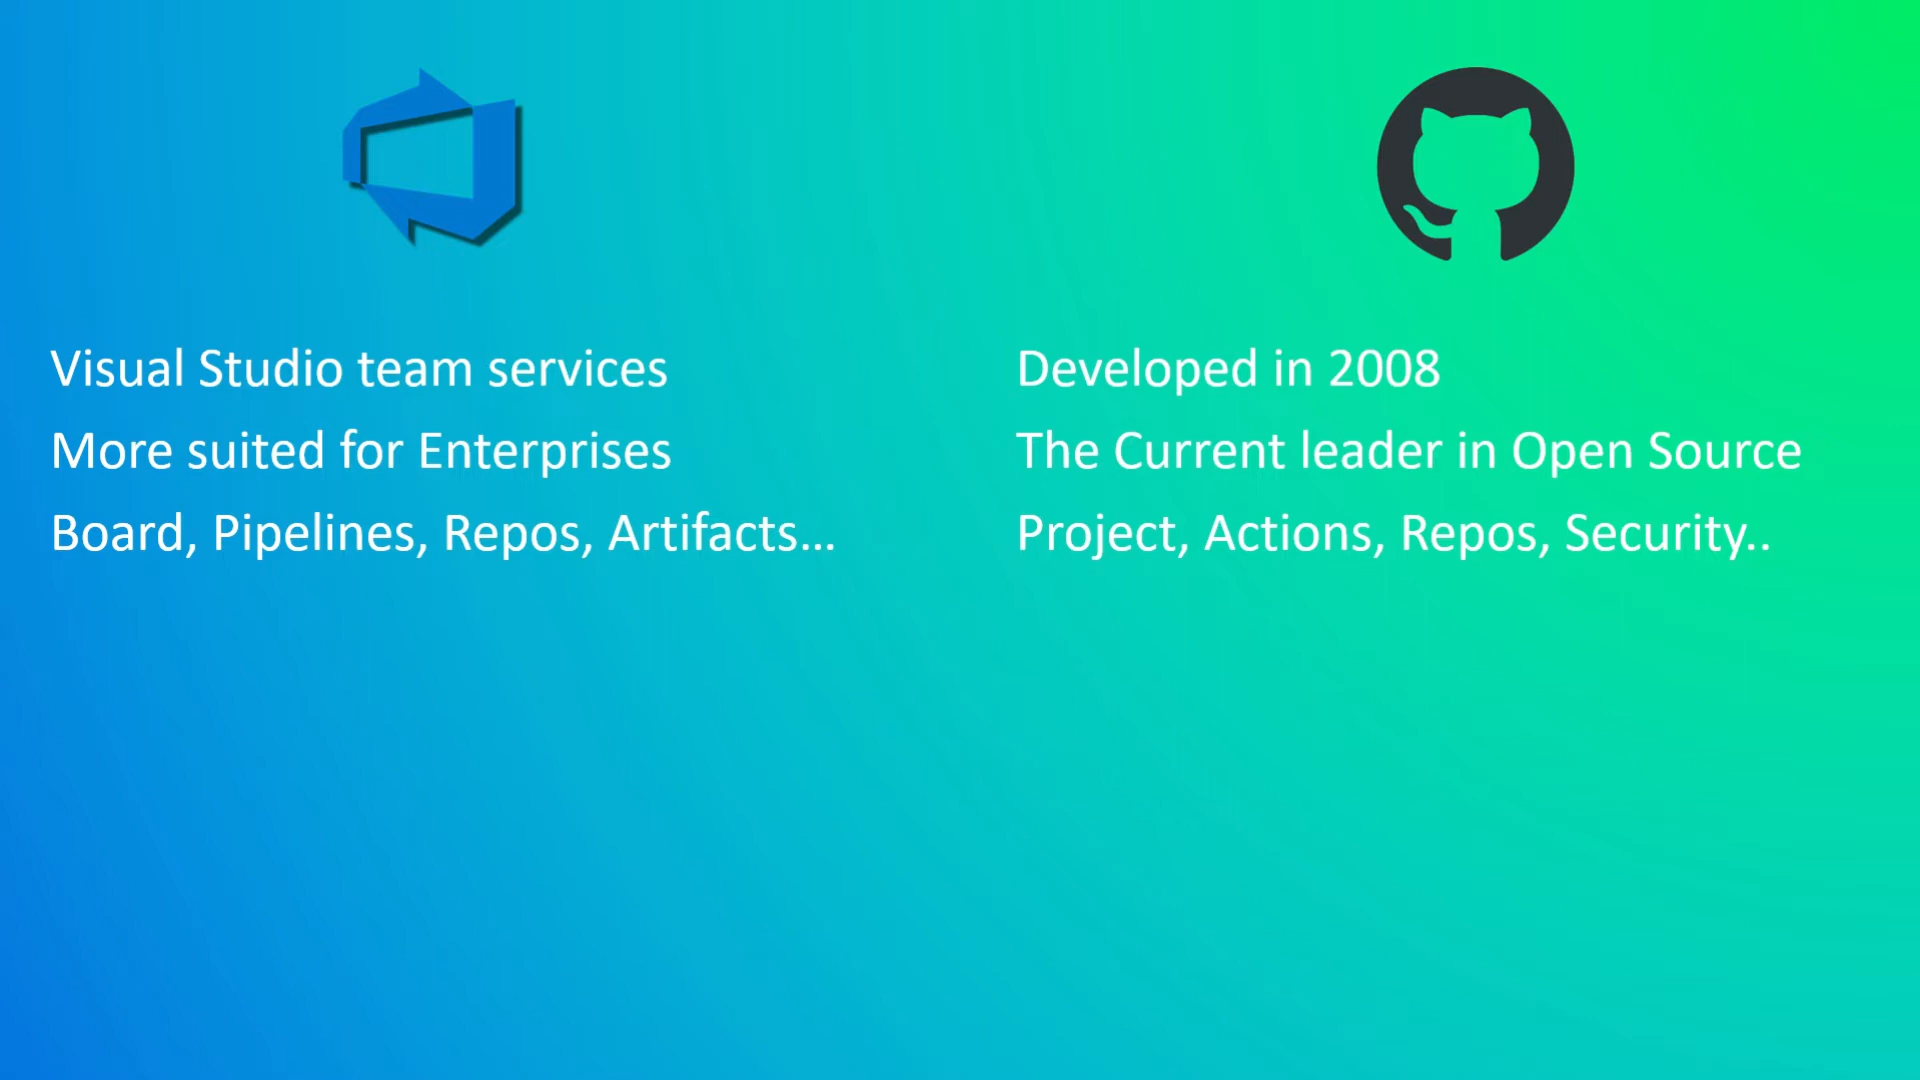 Visual Studio team services
More suited for Enterprises
Board, Pipelines, Repos, Artifacts...
Developed in 2008
The Current leader in Open Source
Project, Actions, Repos, Security..